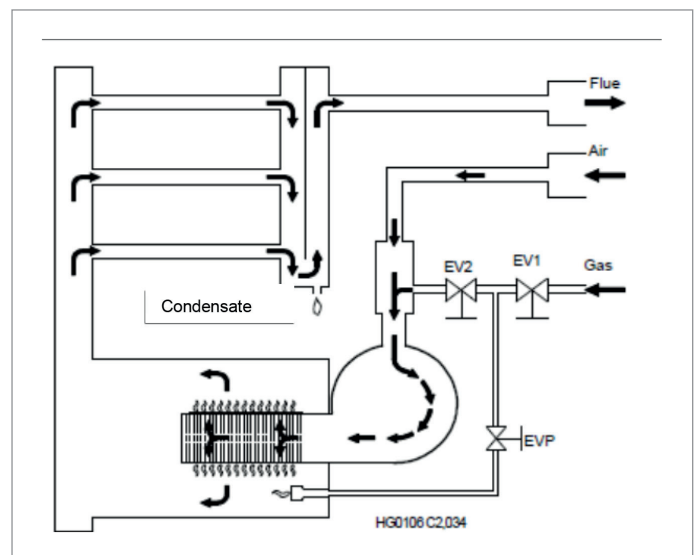 Flue
Air
EV2
EV1
Gas
Condensate
EVP
HG0106 C2,034